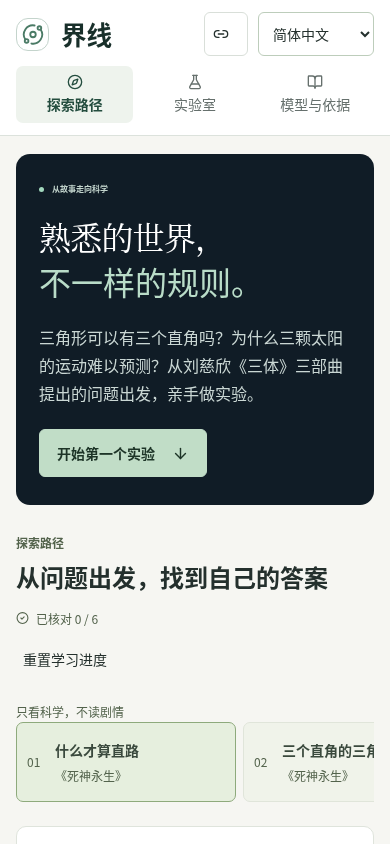 界线
简体中文
探索路径
实验室
模型与依据
从故事走向科学
熟悉的世界,
不一样的规则。
三角形可以有三个直角吗？为什么三颗太阳
的运动难以预测？从刘慈欣《三体》三部曲
提出的问题出发，亲手做实验。
开始第一个实验
探索路径
从问题出发，找到自己的答案
已核对 0 / 6
重置学习进度
只看科学，不读剧情
01
什么才算直路
《死神永生》
02
三个直角的三角
《死神永生》